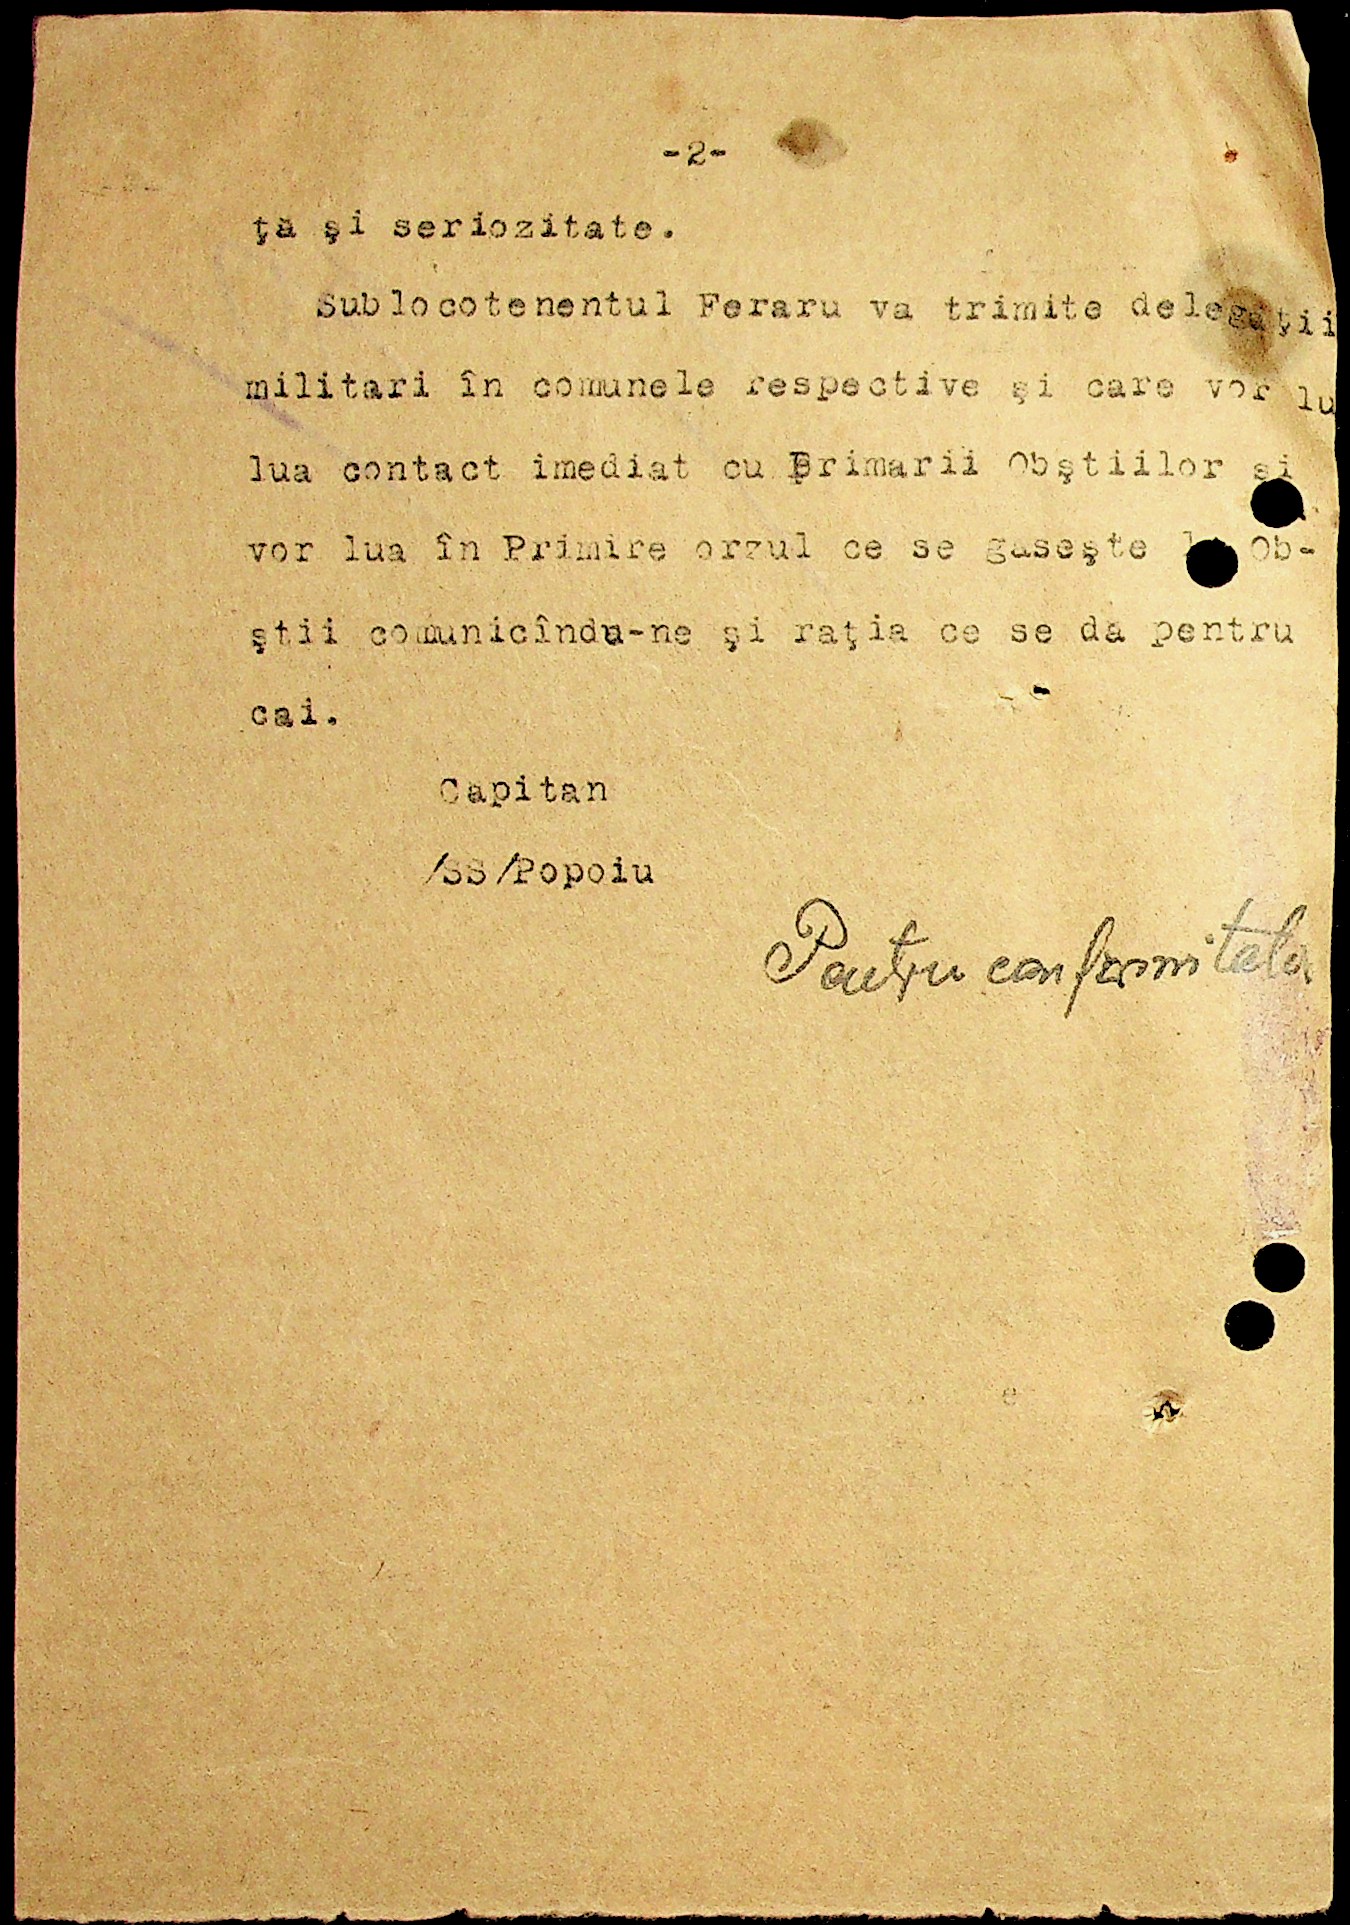 -2-
ţă şi seriozitate.
Sublocotenentul Feraru va trimite delegaţii
militari în comunele respective şi care vor lu
lua contact imediat cu Primarii Obştiilor şi
vor lua în Primire orzul ce se gaseşte la Ob-
ştii comunicîndu-ne şi raţia ce se da pentru
cai.
Capitan
/SS/Popoiu
Pentru conformitate